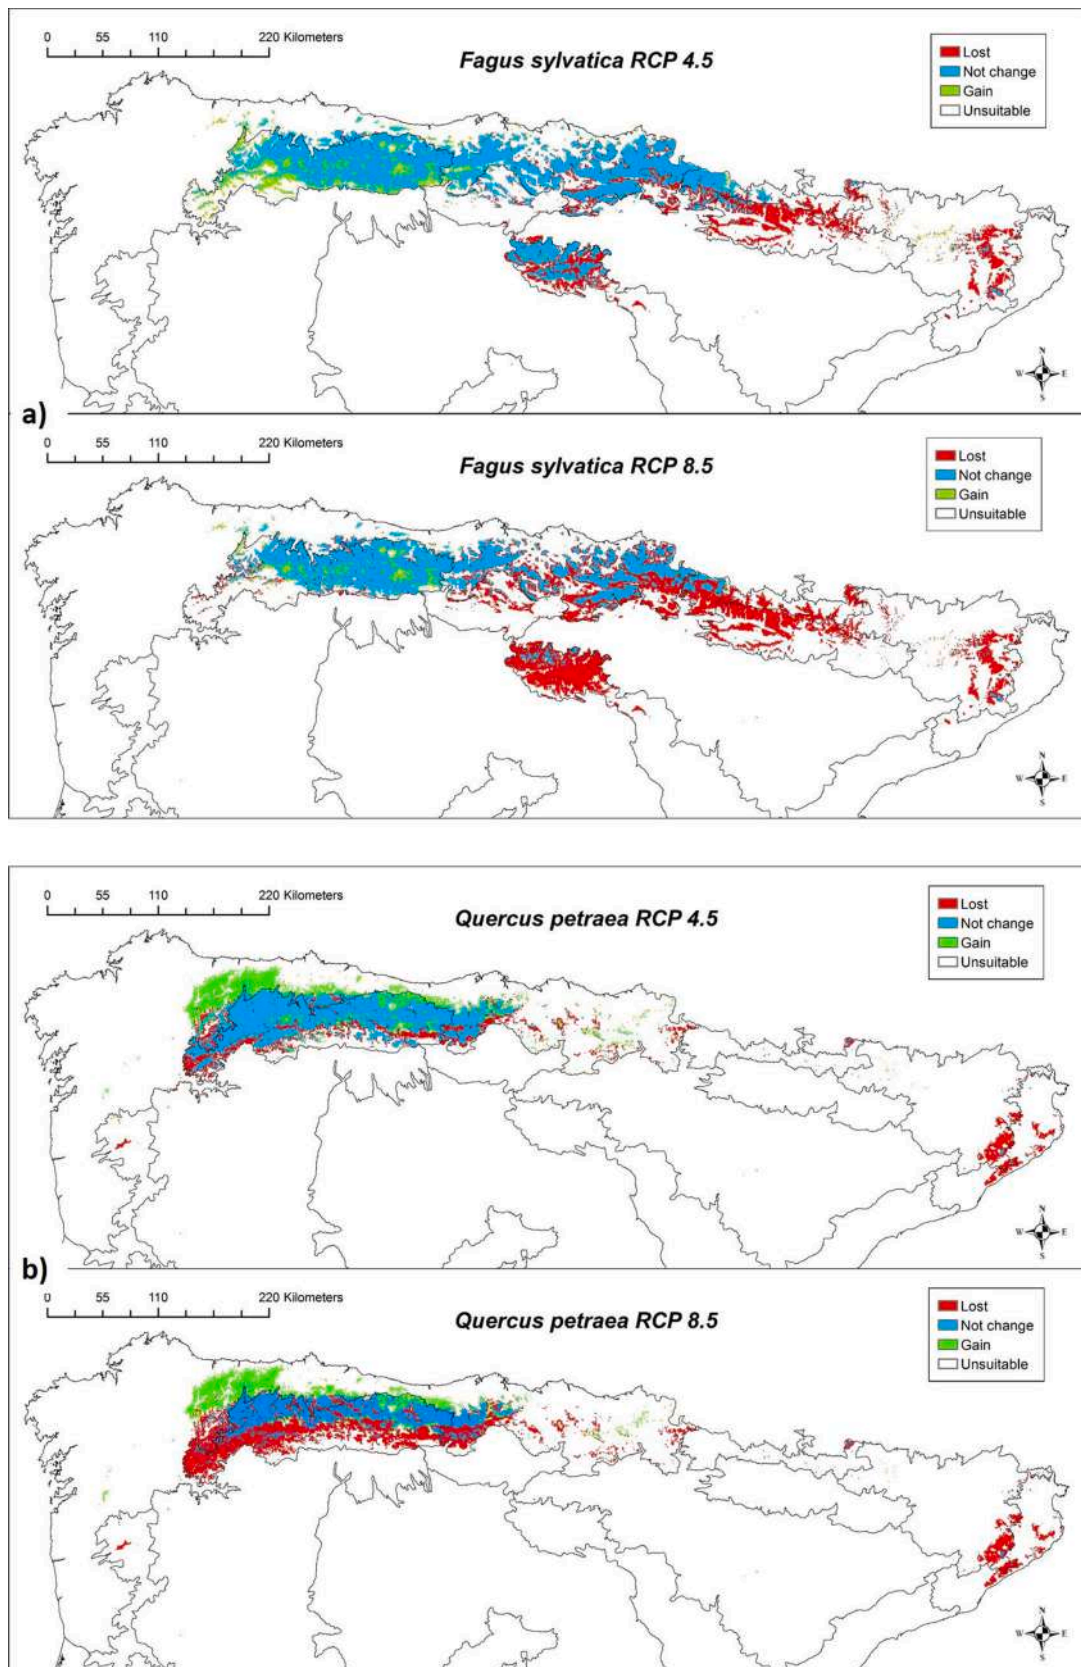 0 55 110 220 Kilometers
Fagus sylvatica RCP 4.5
Lost
Not change
Gain
Unsuitable
N
W E
S
a)
0 55 110 220 Kilometers
Fagus sylvatica RCP 8.5
Lost
Not change
Gain
Unsuitable
N
W E
S
0 55 110 220 Kilometers
Quercus petraea RCP 4.5
Lost
Not change
Gain
Unsuitable
N
W E
S
b)
0 55 110 220 Kilometers
Quercus petraea RCP 8.5
Lost
Not change
Gain
Unsuitable
N
W E
S